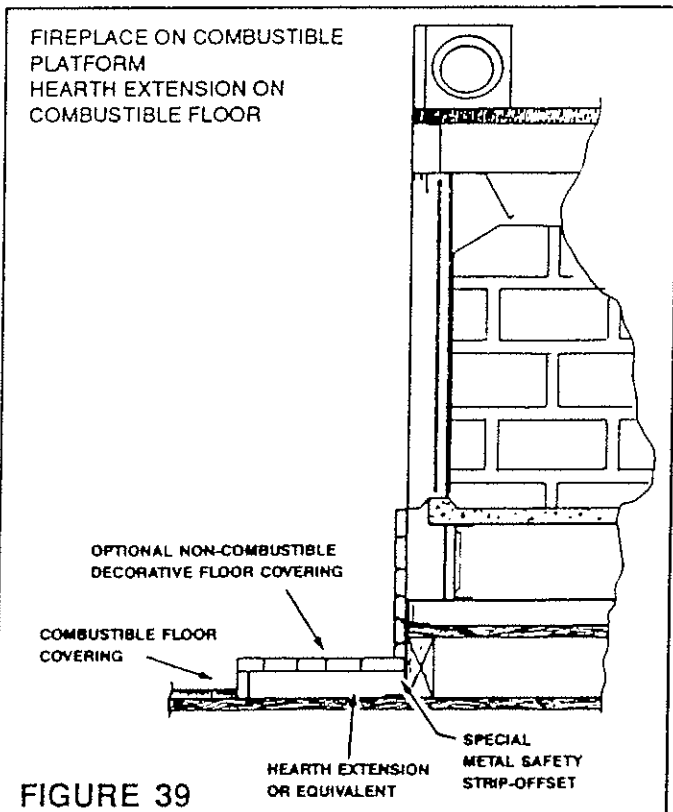 FIREPLACE ON COMBUSTIBLE
PLATFORM
HEARTH EXTENSION ON
COMBUSTIBLE FLOOR
OPTIONAL NON-COMBUSTIBLE
DECORATIVE FLOOR COVERING
COMBUSTIBLE FLOOR
COVERING
SPECIAL
METAL SAFETY
STRIP-OFFSET
HEARTH EXTENSION
OR EQUIVALENT
FIGURE 39